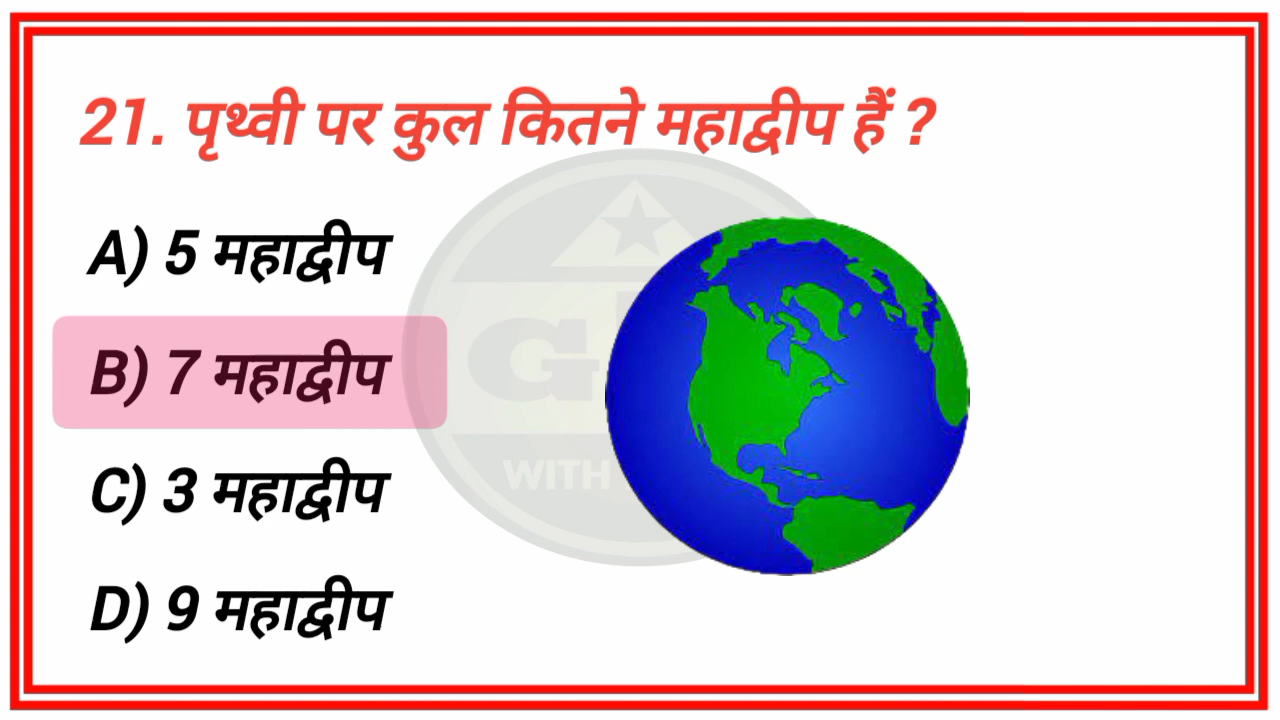 21. पृथ्वी पर कुल कितने महाद्वीप हैं ?
A) 5 महाद्वीप
B) 7 महाद्वीप
C) 3 महाद्वीप
D) 9 महाद्वीप
WITH